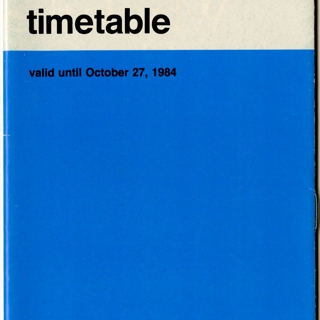 timetable
valid until October 27, 1984